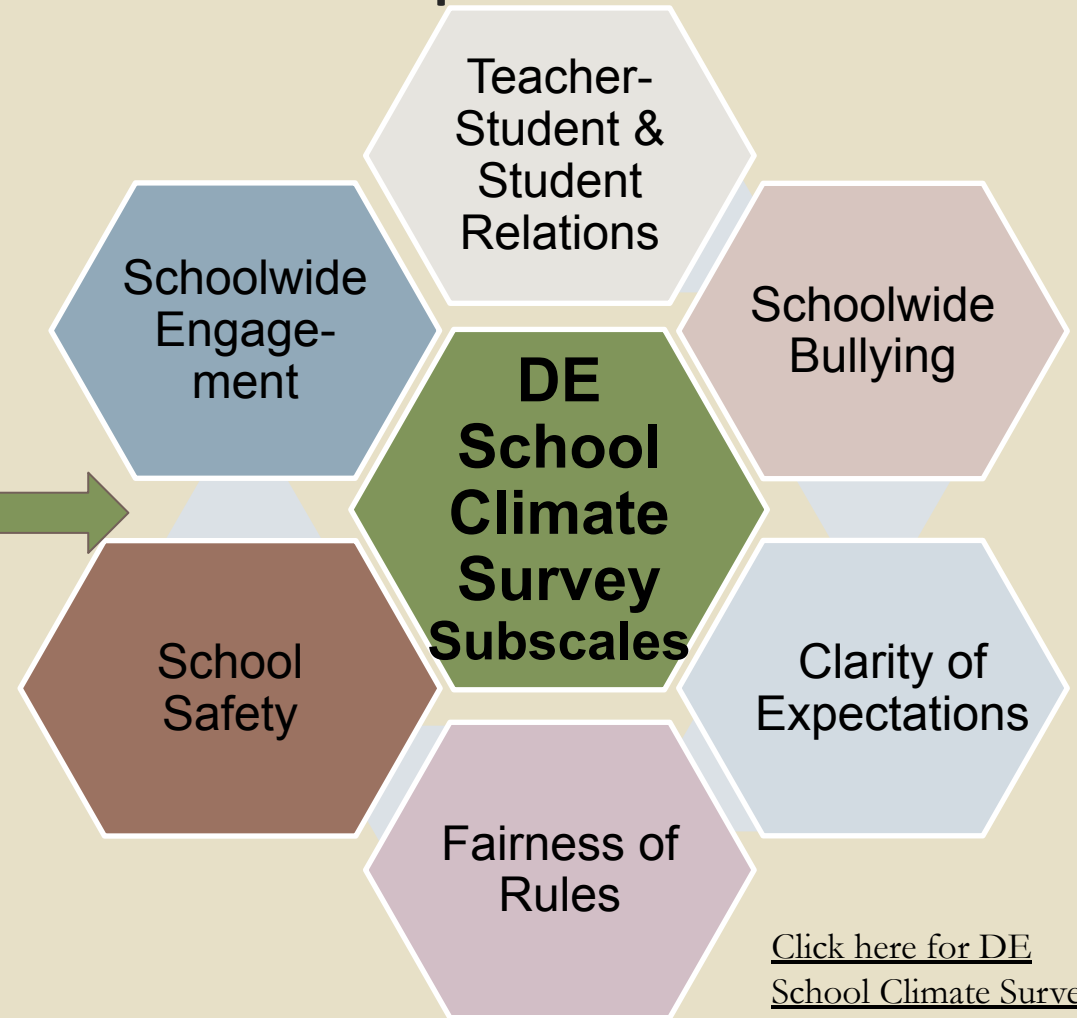 Teacher-
Student &
Student
Relations
Schoolwide
Engage-
ment
Schoolwide
Bullying
DE
School
Climate
Survey
Subscales
School
Safety
Clarity of
Expectations
Fairness of
Rules
Click here for DE
School Climate Surve